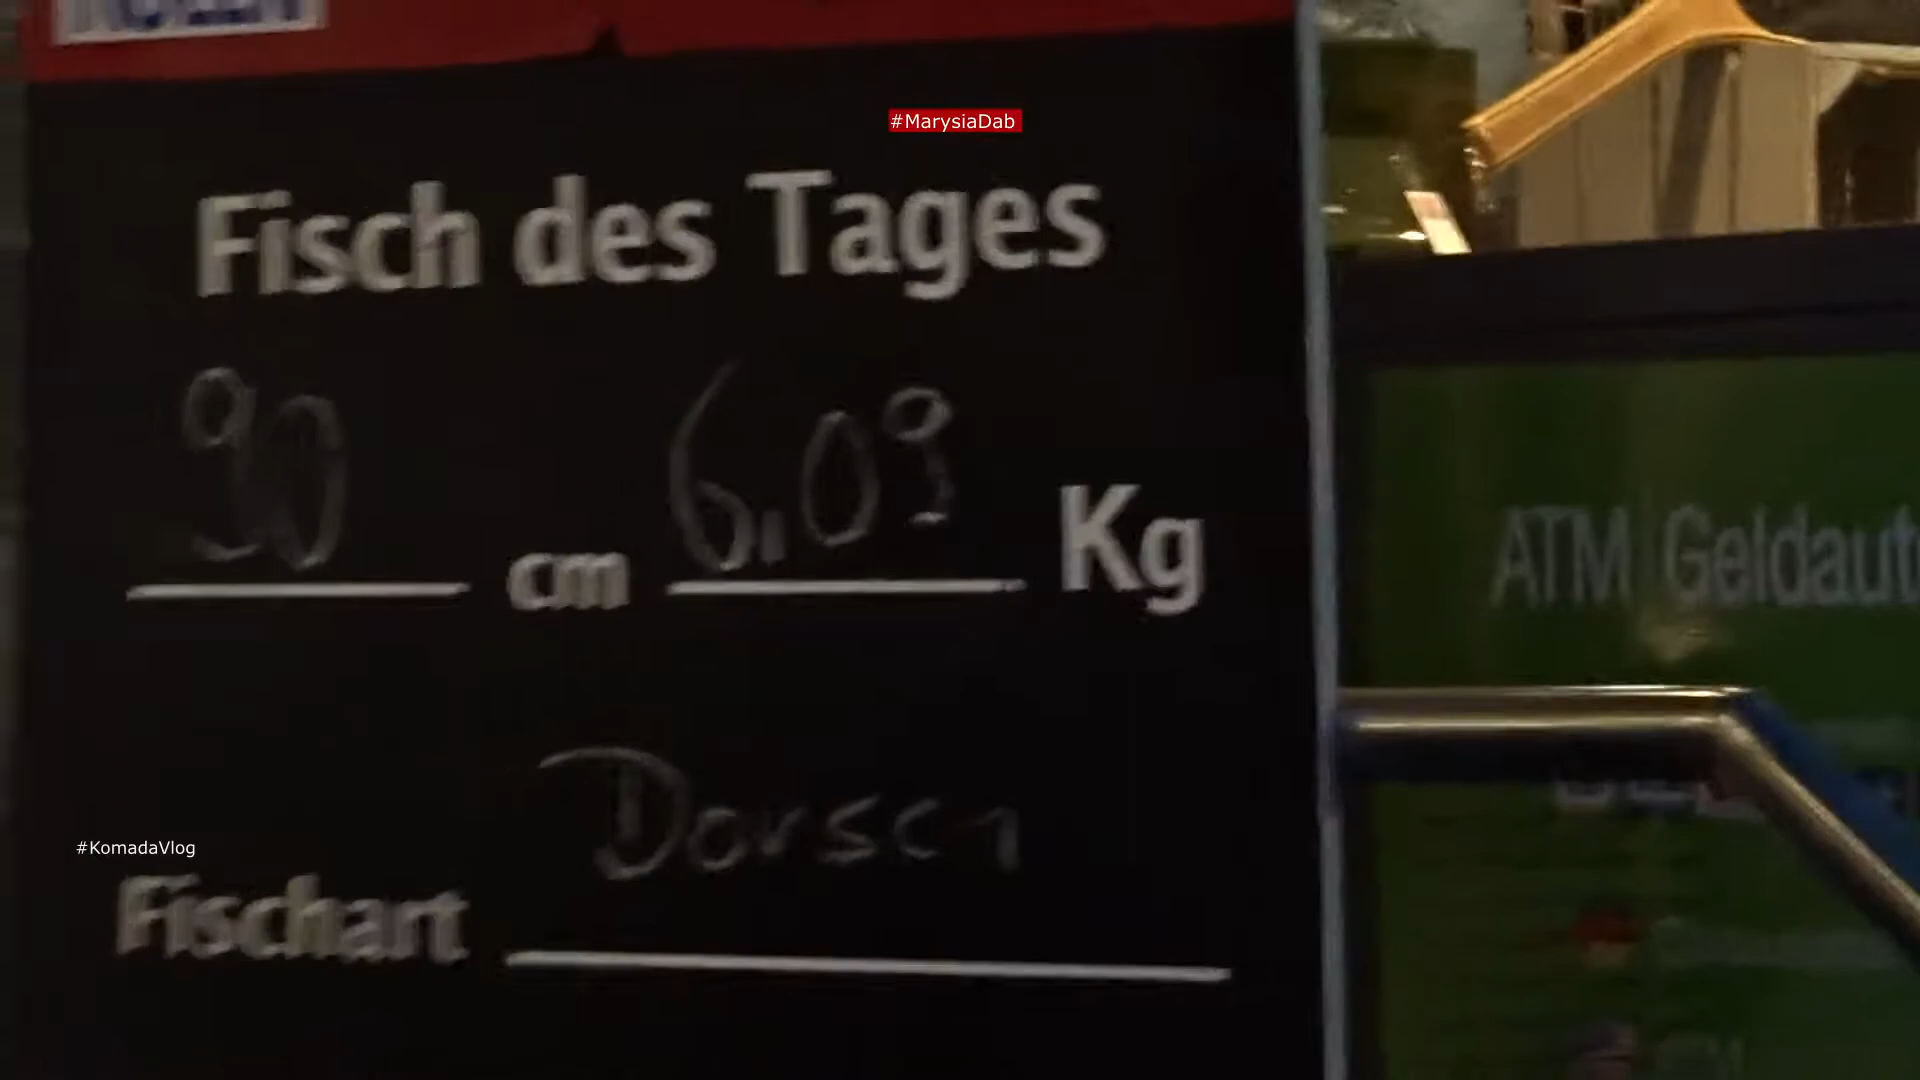 #MarysiaDab
Fisch des Tages
90 cm 6,09 Kg
Dorsch
#KomadaVlog
Fischart
ATM Geldaut